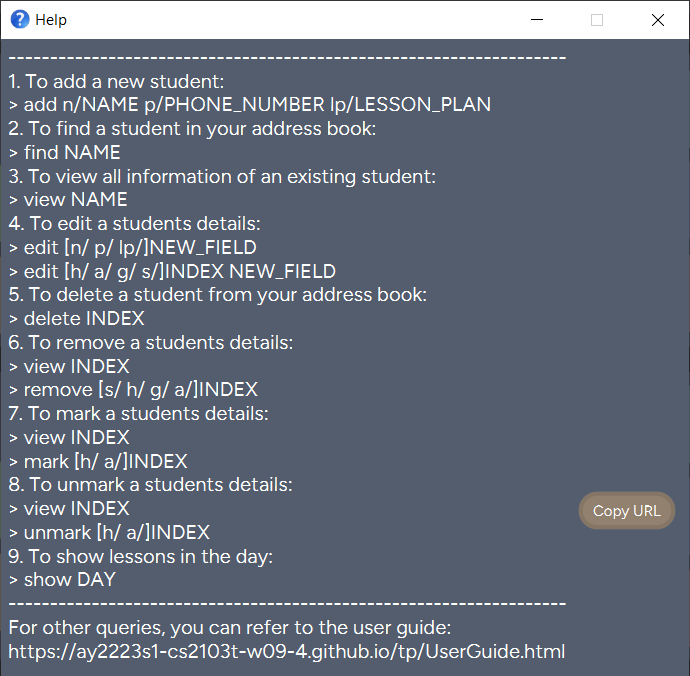 Help
-------------------------------------------------------------------
1. To add a new student:
> add n/NAME p/PHONE_NUMBER lp/LESSON_PLAN
2. To find a student in your address book:
> find NAME
3. To view all information of an existing student:
> view NAME
4. To edit a students details:
> edit [n/ p/ lp/]NEW_FIELD
> edit [h/ a/ g/ s/]INDEX NEW_FIELD
5. To delete a student from your address book:
> delete INDEX
6. To remove a students details:
> view INDEX
> remove [s/ h/ g/ a/]INDEX
7. To mark a students details:
> view INDEX
> mark [h/ a/]INDEX
8. To unmark a students details:
> view INDEX
Copy URL
> unmark [h/ a/]INDEX
9. To show lessons in the day:
> show DAY
-------------------------------------------------------------------
For other queries, you can refer to the user guide:
https://ay2223s1-cs2103t-w09-4.github.io/tp/UserGuide.html